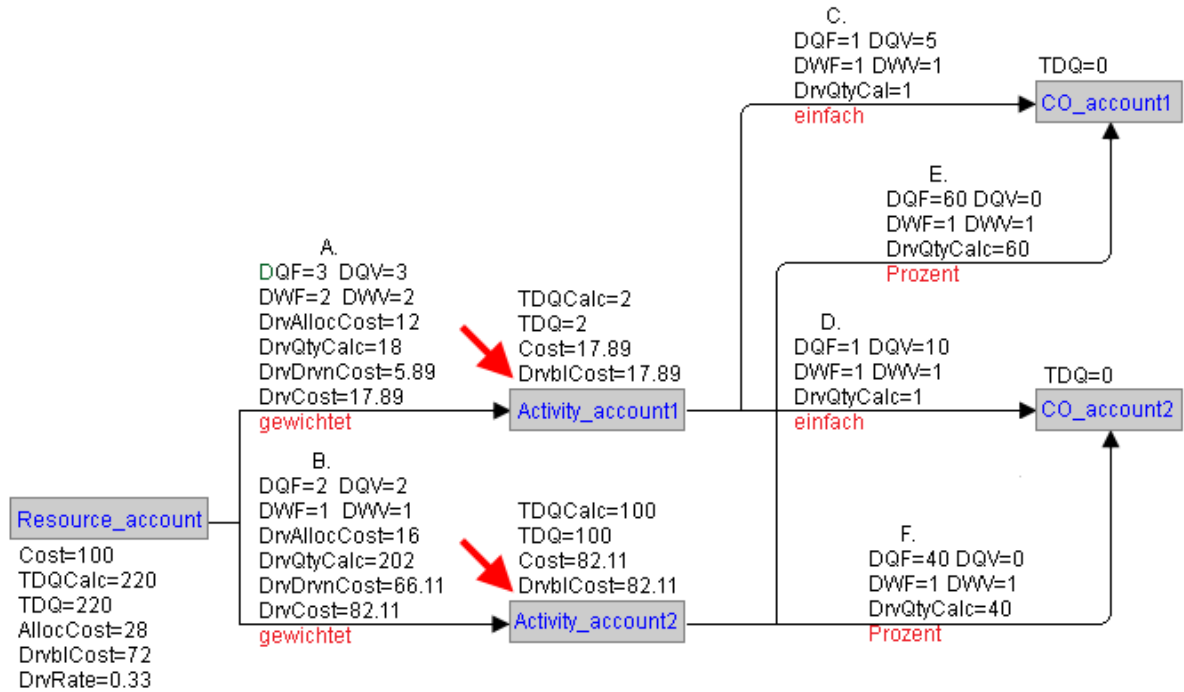 C.
DQF=1 DQV=5
DWF=1 DWV=1
DrvQtyCal=1
einfach
TDQ=0
CO_account1
E.
DQF=60 DQV=0
DWF=1 DWV=1
DrvQtyCalc=60
Prozent
A.
DQF=3 DQV=3
DWF=2 DWV=2
DrvAllocCost=12
DrvQtyCalc=18
DrvDrvnCost=5.89
DrvCost=17.89
gewichtet
TDQCalc=2
TDQ=2
Cost=17.89
DrvblCost=17.89
Activity_account1
D.
DQF=1 DQV=10
DWF=1 DWV=1
DrvQtyCalc=1
einfach
TDQ=0
CO_account2
B.
DQF=2 DQV=2
DWF=1 DWV=1
DrvAllocCost=16
DrvQtyCalc=202
DrvDrvnCost=66.11
DrvCost=82.11
gewichtet
TDQCalc=100
TDQ=100
Cost=82.11
DrvblCost=82.11
Activity_account2
F.
DQF=40 DQV=0
DWF=1 DWV=1
DrvQtyCalc=40
Prozent
Resource_account
Cost=100
TDQCalc=220
TDQ=220
AllocCost=28
DrvblCost=72
DrvRate=0.33